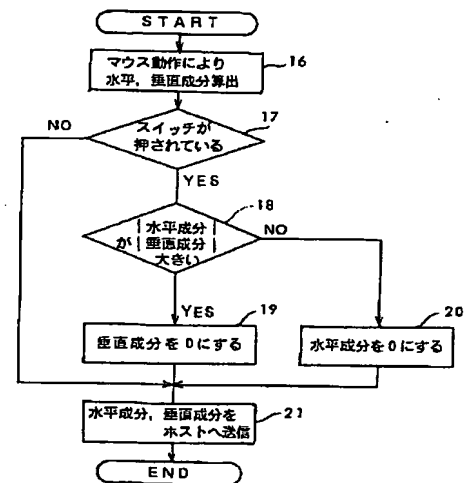 START
マウス動作により
水平,垂直成分算出
16
スイッチが
押されている
17
NO
YES
|水平成分|
が|垂直成分|
大きい
18
NO
YES
垂直成分を0にする
19
水平成分を0にする
20
水平成分,垂直成分を
ホストへ送信
21
END